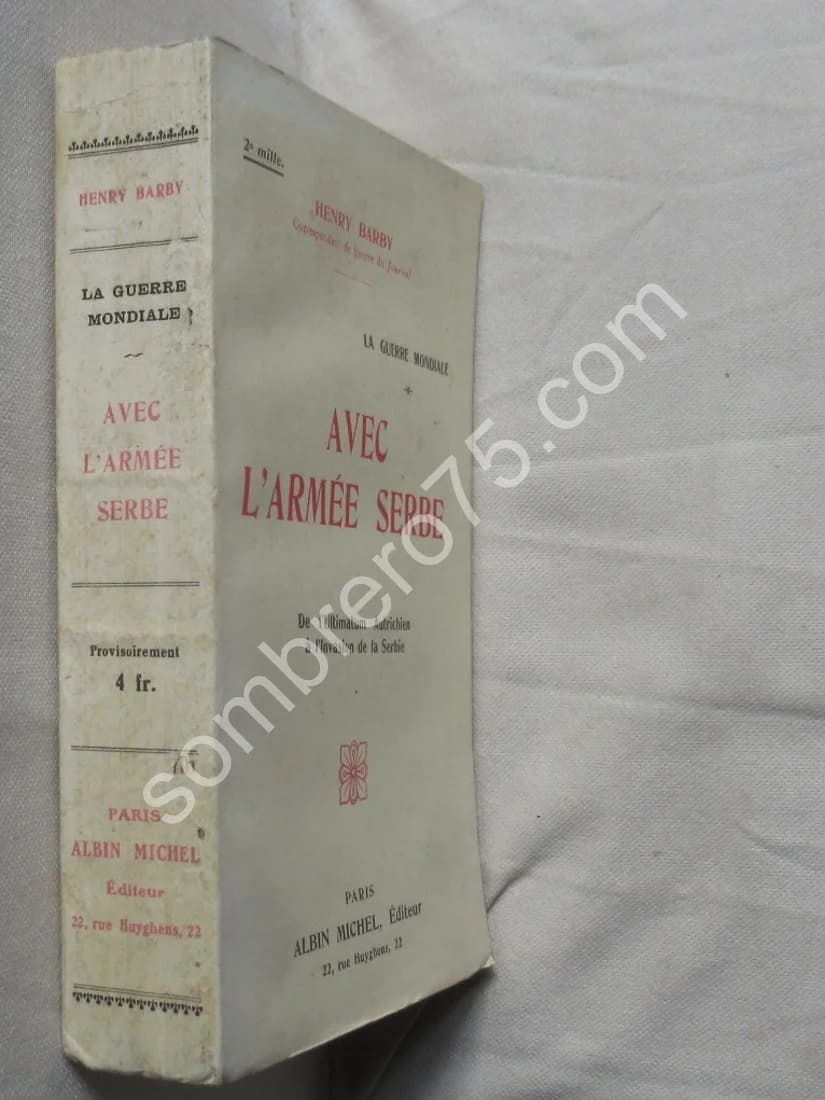 HENRY BARBY
LA GUERRE
MONDIALE
AVEC
L'ARMÉE
SERBE
Provisoirement
4 fr.
PARIS
ALBIN MICHEL
Éditeur
22, rue Huyghens, 22
2e mille.
HENRY BARBY
Correspondant de guerre du Journal
LA GUERRE MONDIALE
AVEC
L'ARMÉE SERBE
De l'Ultimatum Autrichien
à l'Invasion de la Serbie
PARIS
ALBIN MICHEL, Éditeur
22, rue Huyghens, 22
sombrero75.com